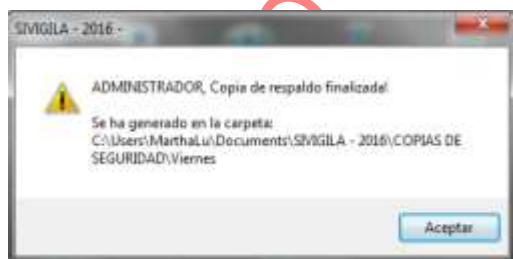 SIVIGILA - 2016 -
ADMINISTRADOR, Copia de respaldo finalizada!
Se ha generado en la carpeta:
C:\Users\MarthaLu\Documents\SIVIGILA - 2016\COPIAS DE
SEGURIDAD\Viernes
Aceptar